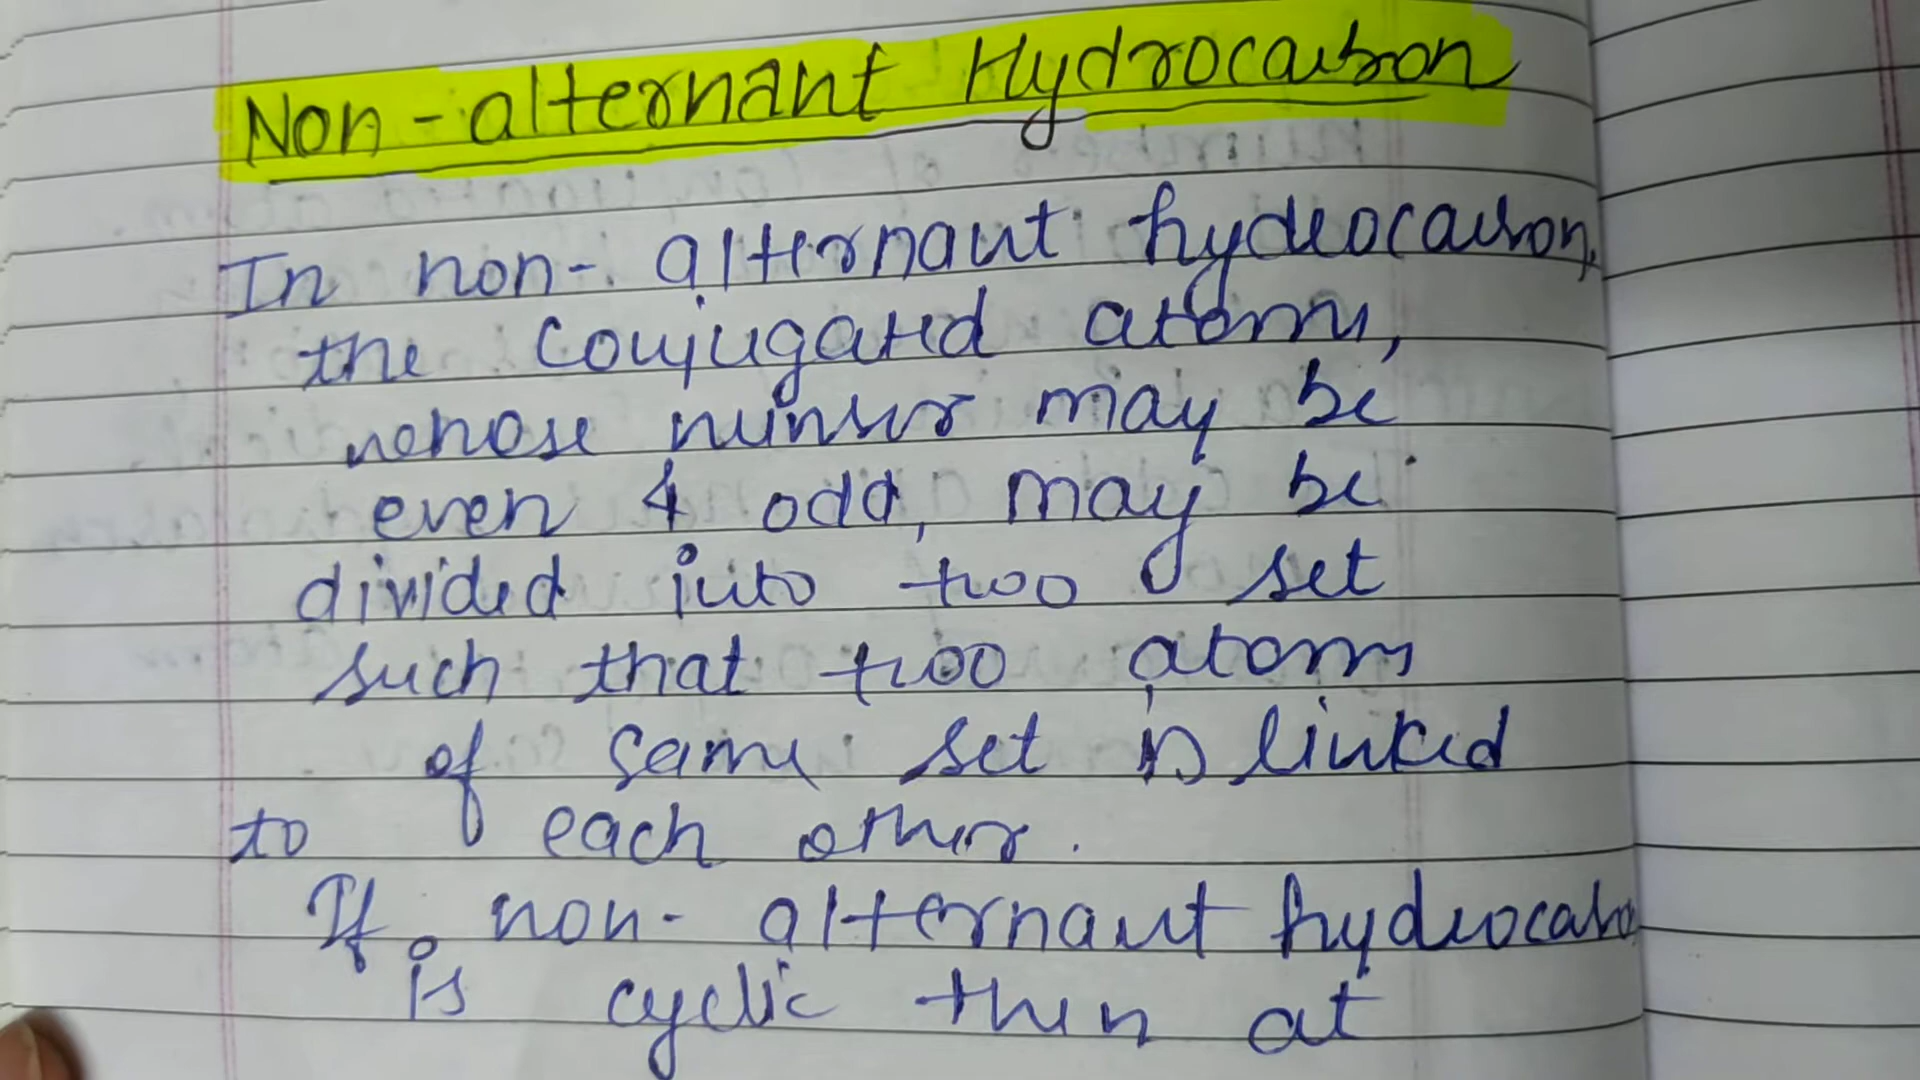 Non-alternant Hydrocarbon
In non- alternant hydrocarbon,
the conjugated atoms,
whose number may be
even & odd, may be
divided into two set
such that two atoms
of same set is linked
to each other.
If non- alternant hydrocarbo
is cyclic then at